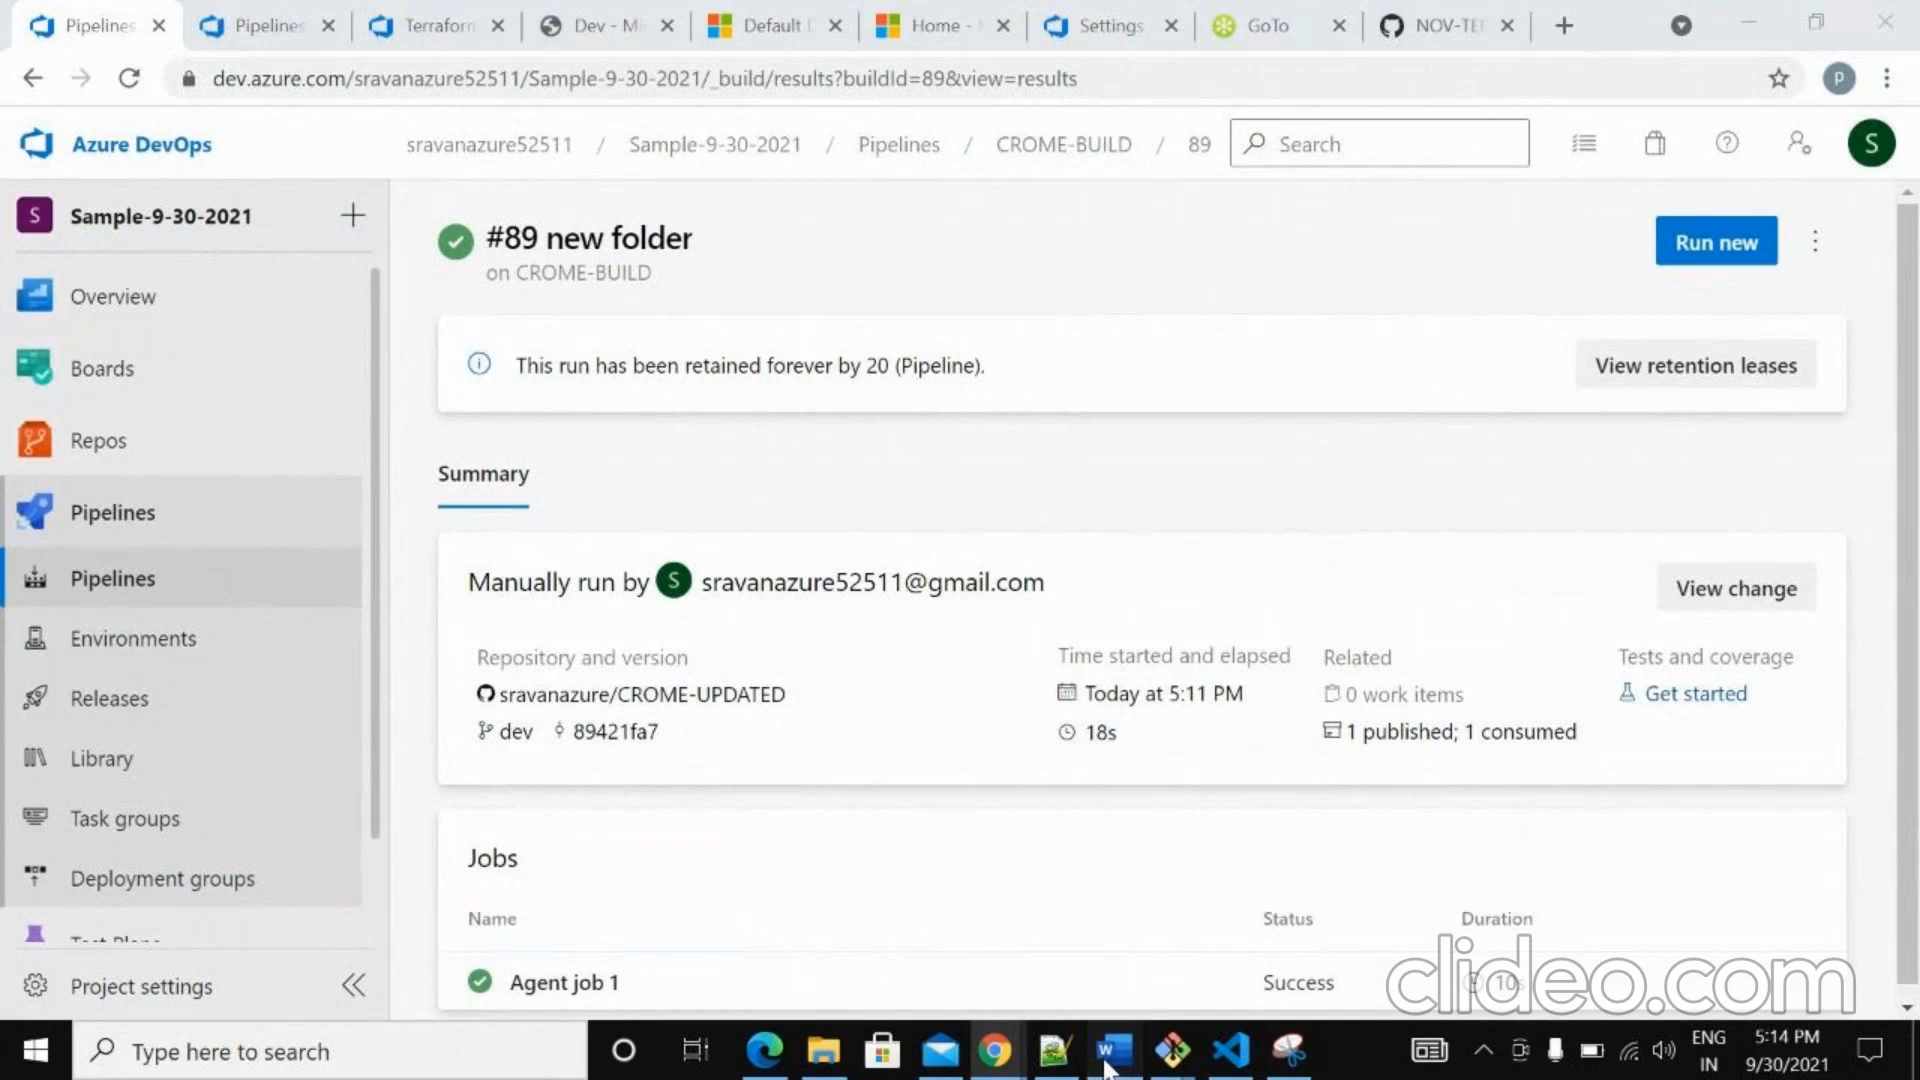 Pipelines
Pipelines
Terraform
Dev - Mi
Default
Home -
Settings
GoTo
NOV-TE
dev.azure.com/sravanazure52511/Sample-9-30-2021/_build/results?buildId=89&view=results
P
Azure DevOps
sravanazure52511 / Sample-9-30-2021 / Pipelines / CROME-BUILD / 89
Search
S
S Sample-9-30-2021
Overview
Boards
Repos
Pipelines
Pipelines
Environments
Releases
Library
Task groups
Deployment groups
Test Plans
Project settings
#89 new folder
on CROME-BUILD
Run new
This run has been retained forever by 20 (Pipeline).
View retention leases
Summary
Manually run by S sravanazure52511@gmail.com
View change
Repository and version
sravanazure/CROME-UPDATED
dev 89421fa7
Time started and elapsed
Today at 5:11 PM
18s
Related
0 work items
1 published; 1 consumed
Tests and coverage
Get started
Jobs
Name Status Duration
Agent job 1 Success 10s
clideo.com
Type here to search
ENG
IN
5:14 PM
9/30/2021